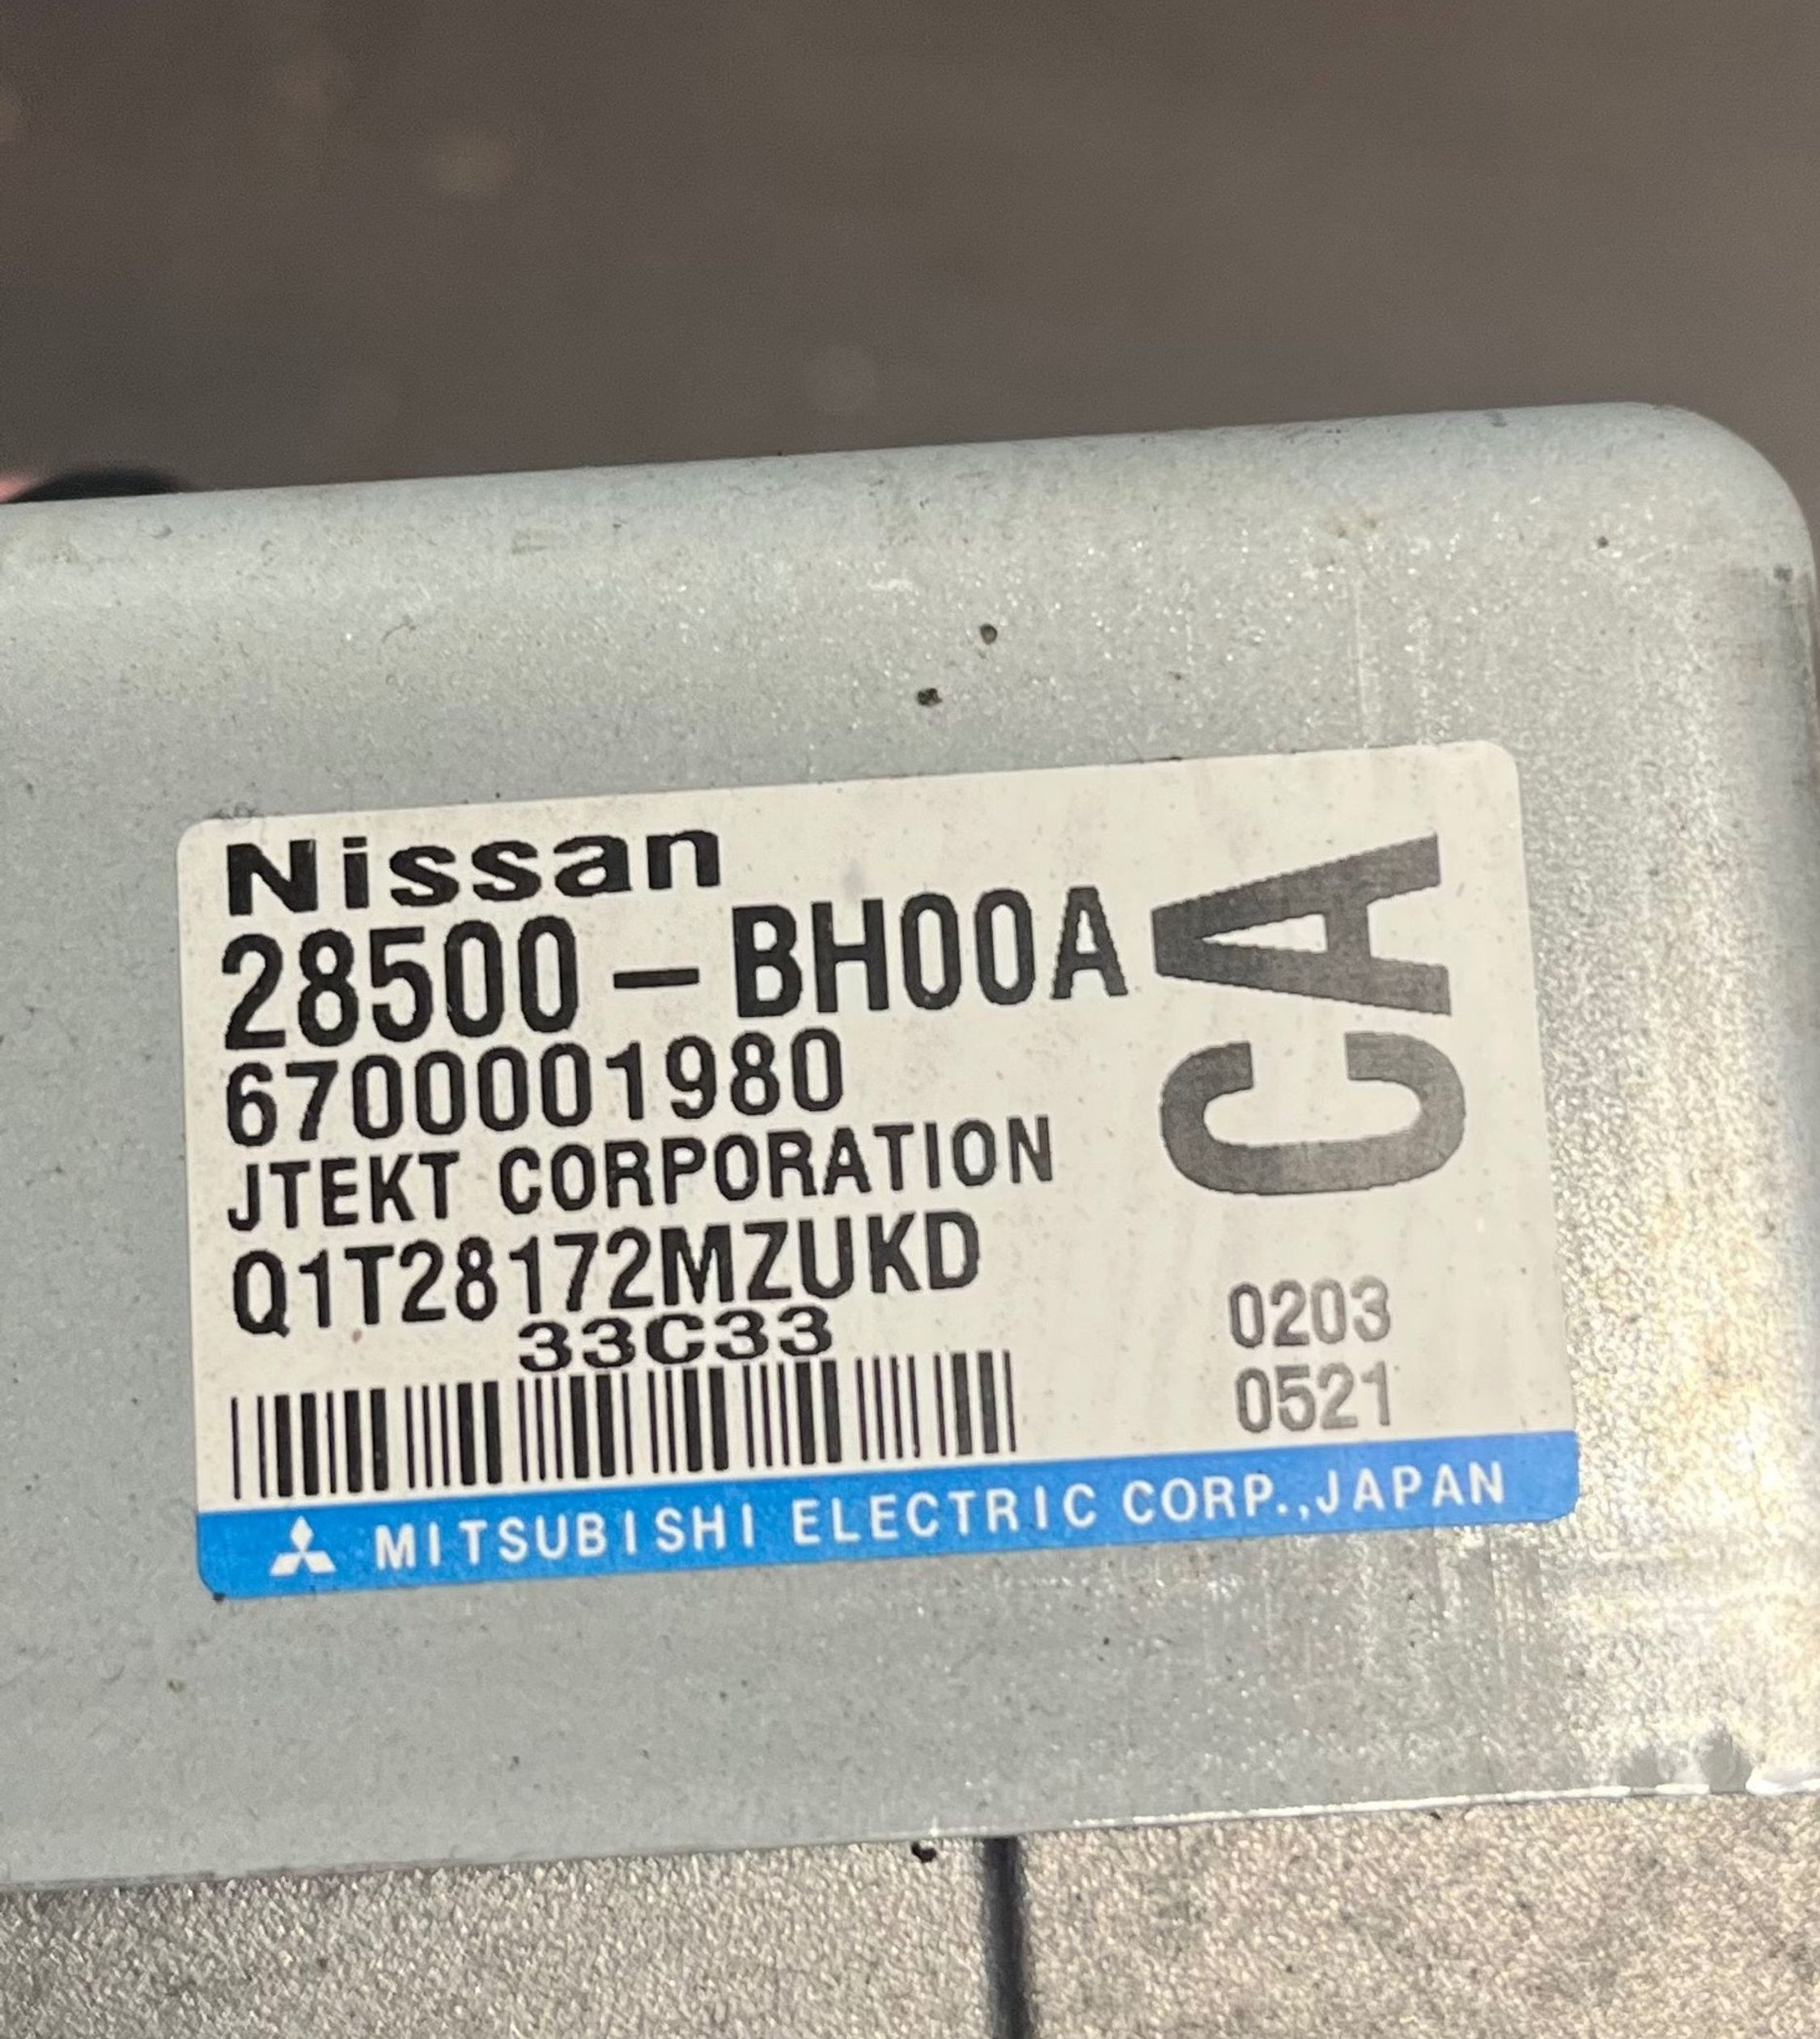 Nissan
28500-BH00A
6700001980
JTEKT CORPORATION
Q1T28172MZUKD
33C33
CA
0203
0521
MITSUBISHI ELECTRIC CORP.,JAPAN